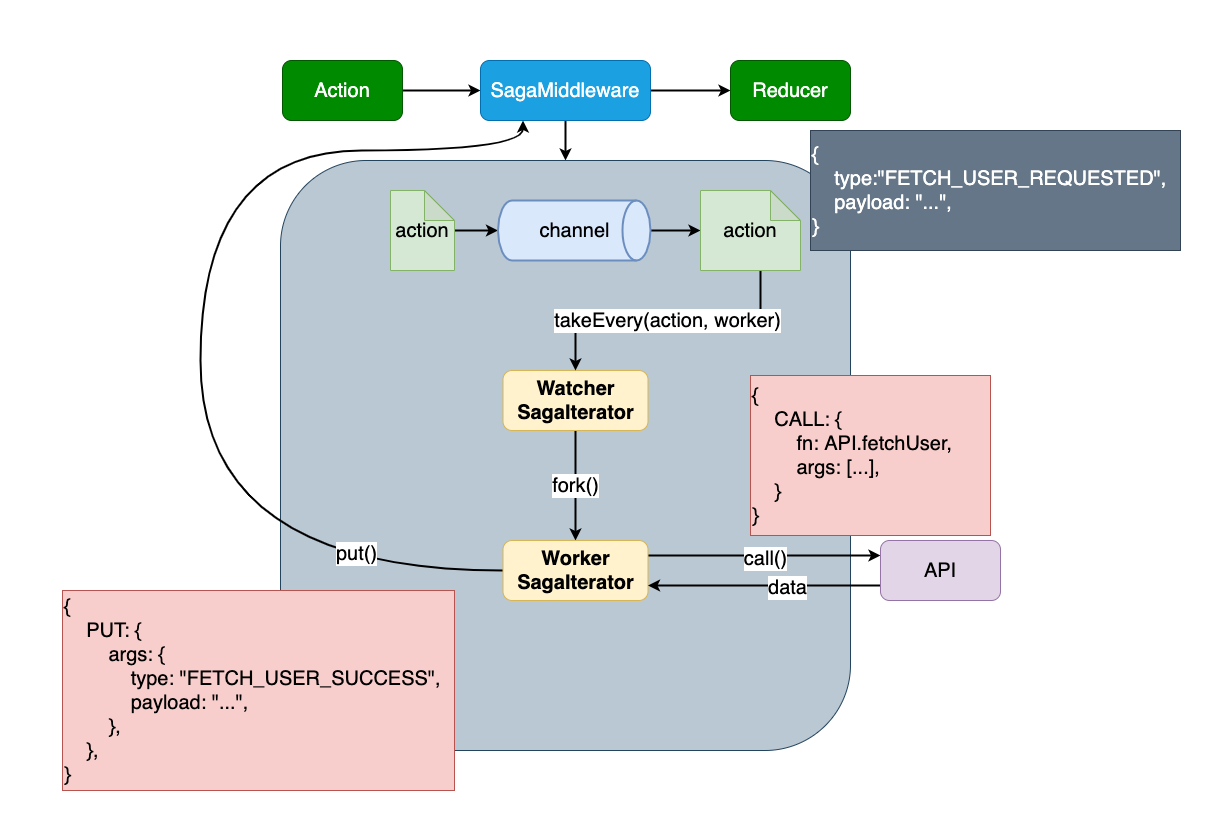 Action
SagaMiddleware
Reducer
{
type:"FETCH_USER_REQUESTED",
payload: "...",
}
action
channel
action
takeEvery(action, worker)
Watcher
SagaIterator
{
CALL: {
fn: API.fetchUser,
args: [...],
}
}
fork()
put()
Worker
SagaIterator
call()
data
API
{
PUT: {
args: {
type: "FETCH_USER_SUCCESS",
payload: "...",
},
},
}